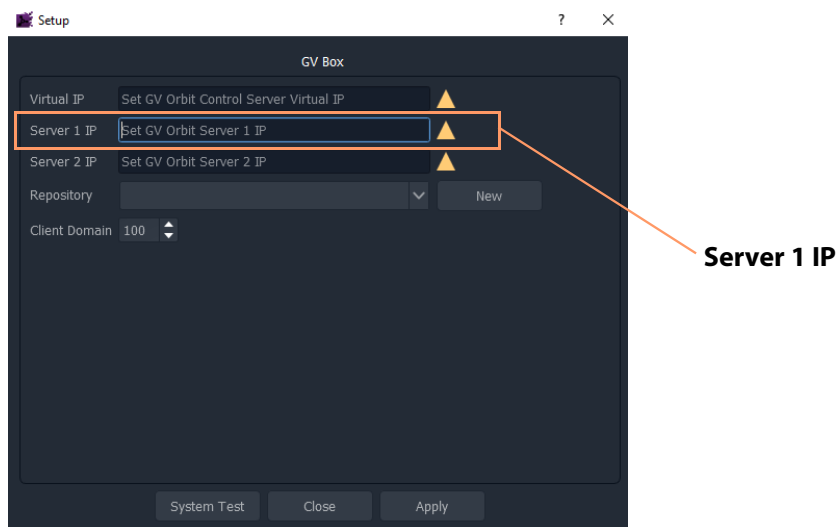 Setup
?
GV Box
Virtual IP Set GV Orbit Control Server Virtual IP
Server 1 IP Set GV Orbit Server 1 IP
Server 2 IP Set GV Orbit Server 2 IP
Repository New
Client Domain 100
Server 1 IP
System Test Close Apply